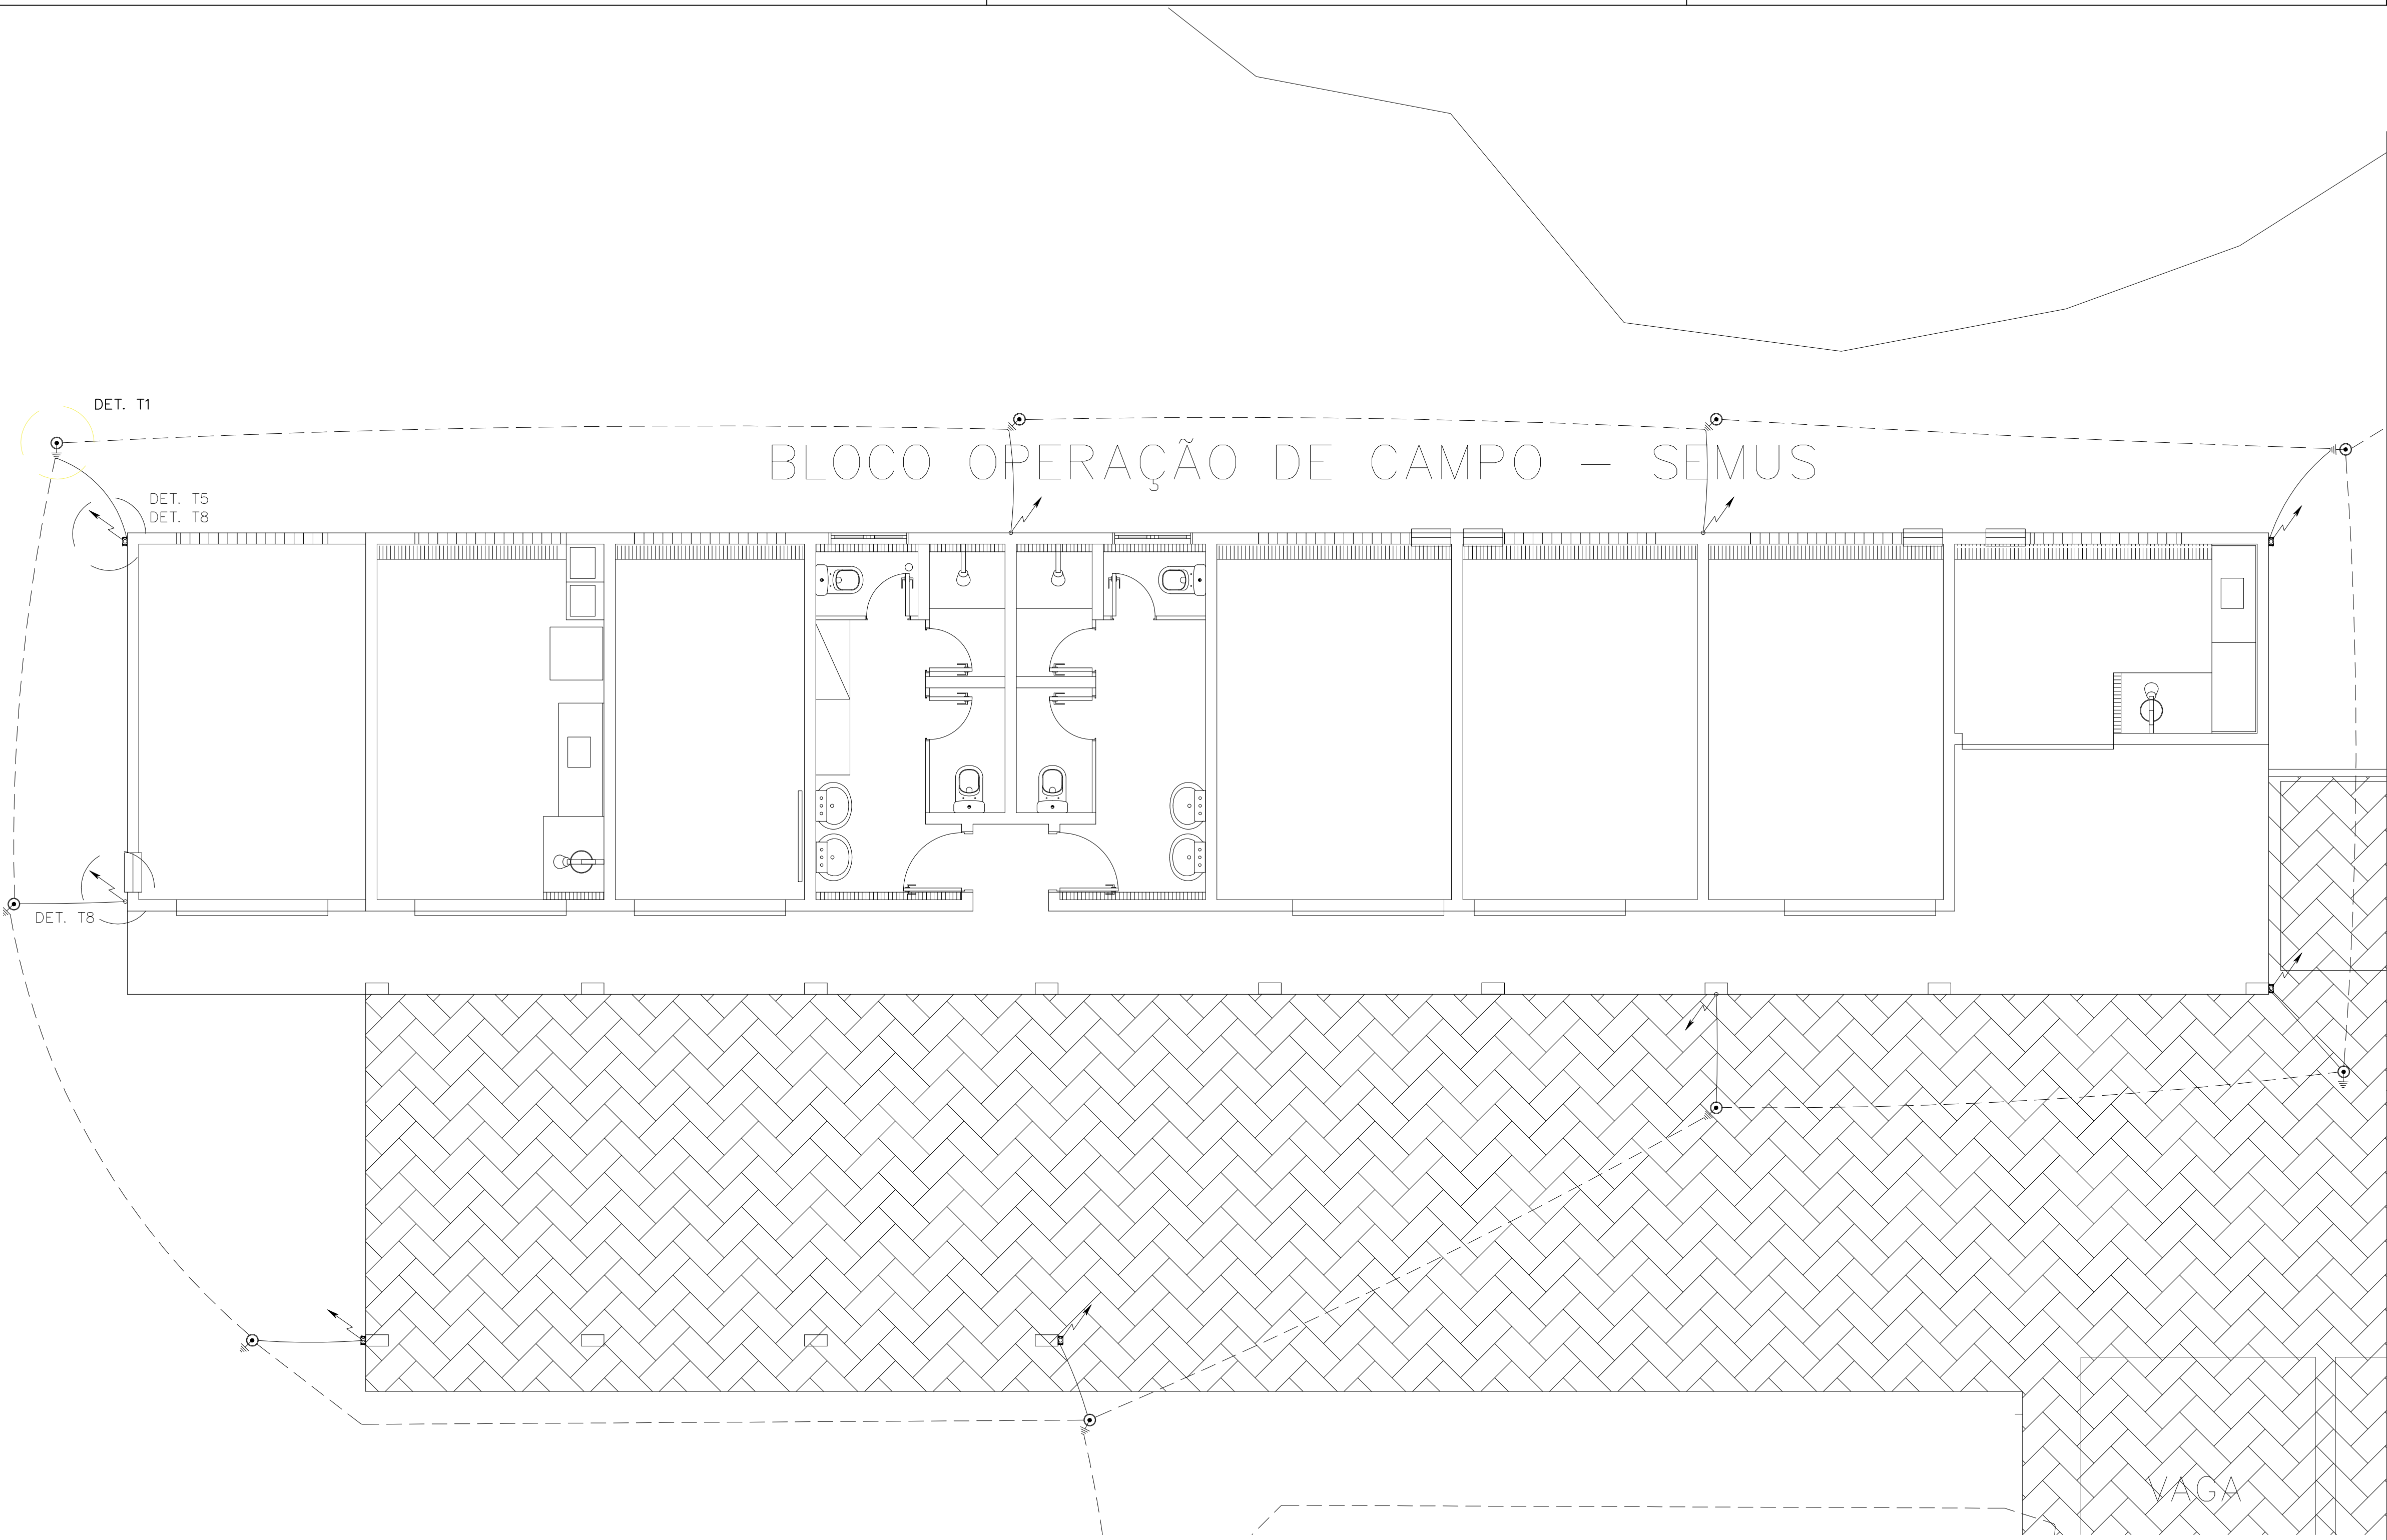 DET. T1
BLOCO OPERAÇÃO DE CAMPO – SEMUS
DET. T5
DET. T8
DET. T8
VAGA